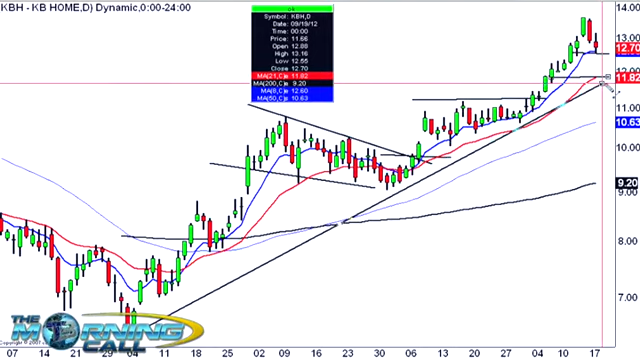 KBH - KB HOME,D) Dynamic,0:00-24:00
Symbol: KBH,D
Date: 09/19/12
Time: 00:00
Price: 11.66
Open 12.88
High 13.16
Low 12.55
Close 12.70
MA(21,C)= 11.82
MA(200,C)= 9.20
MA(8,C)= 12.60
MA(50,C)= 10.63
14.00
13.00
12.70
11.82
11.00
10.63
10.00
9.20
9.00
8.00
7.00
THE
MORNING
CALL
07 14 21 29 04 11 18 25 02 09 16 23 30 06 13 20 27 04 10 17